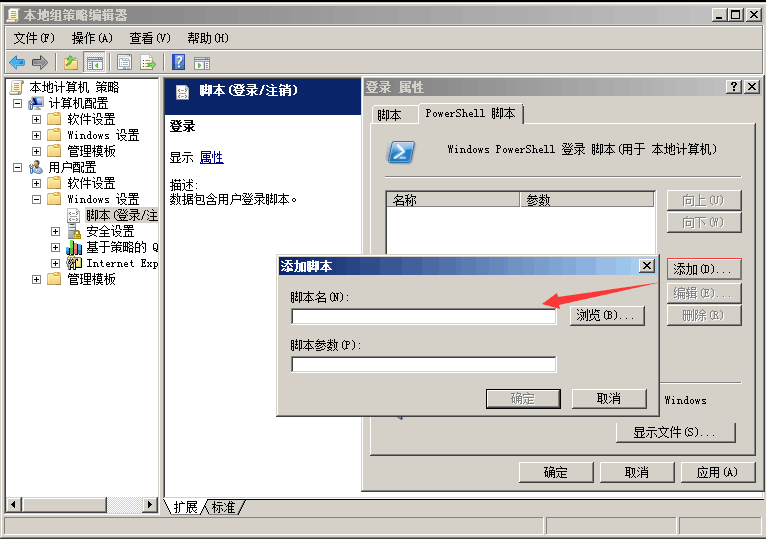 本地组策略编辑器
文件(F) 操作(A) 查看(V) 帮助(H)
本地计算机 策略
计算机配置
软件设置
Windows 设置
管理模板
用户配置
软件设置
Windows 设置
脚本(登录/注
安全设置
基于策略的 Q
Internet Exp
管理模板
脚本(登录/注销)
登录
显示 属性
描述:
数据包含用户登录脚本。
扩展 标准
登录 属性
脚本 PowerShell 脚本
Windows PowerShell 登录 脚本(用于 本地计算机)
名称 参数
向上(U)
向下(W)
添加(D)...
编辑(E)...
删除(R)
Windows
显示文件(S)...
确定 取消 应用(A)
添加脚本
脚本名(N):
浏览(B)...
脚本参数(P):
确定 取消